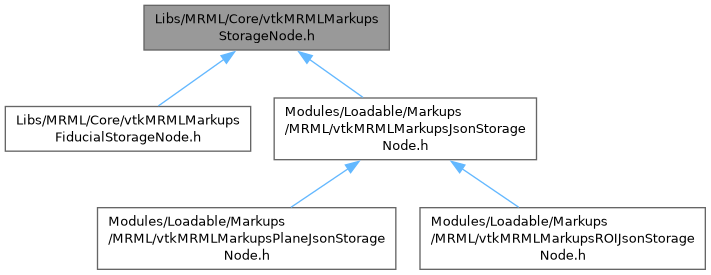 Libs/MRML/Core/vtkMRMLMarkups
StorageNode.h
Libs/MRML/Core/vtkMRMLMarkups
FiducialStorageNode.h
Modules/Loadable/Markups
/MRML/vtkMRMLMarkupsJsonStorage
Node.h
Modules/Loadable/Markups
/MRML/vtkMRMLMarkupsPlaneJsonStorage
Node.h
Modules/Loadable/Markups
/MRML/vtkMRMLMarkupsROIJsonStorage
Node.h